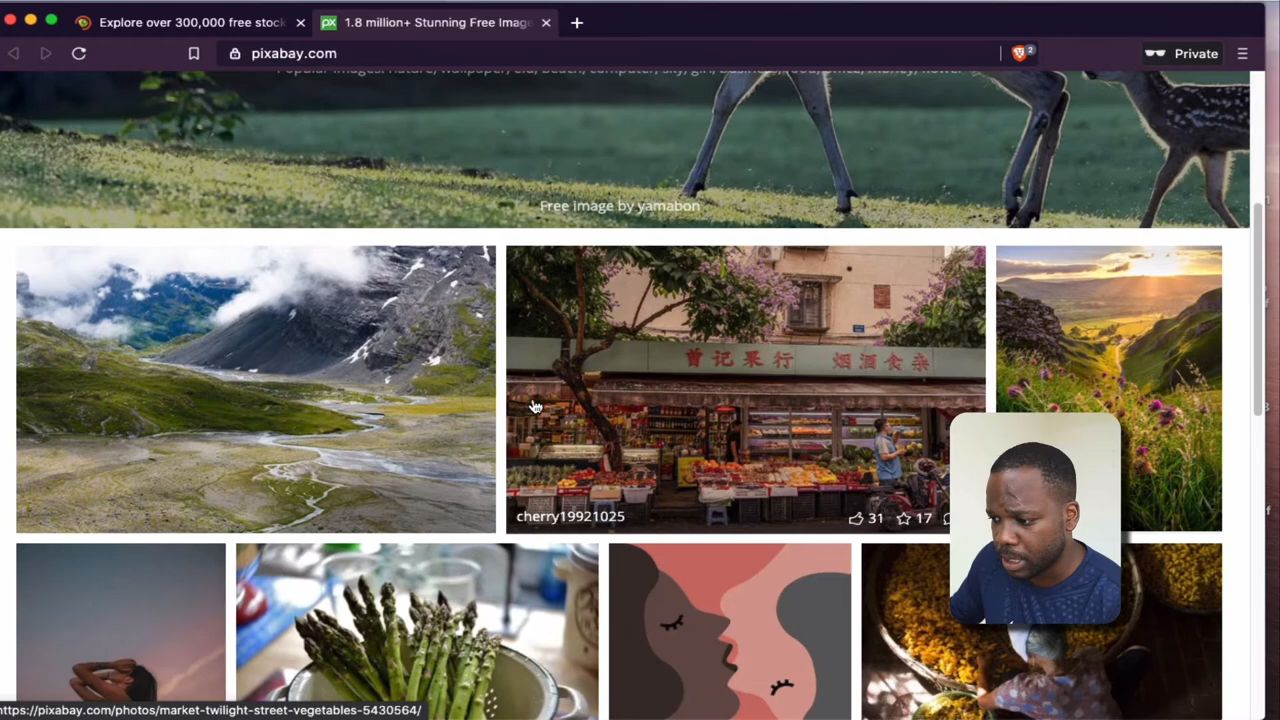 Explore over 300,000 free stock
1.8 million+ Stunning Free Image
pixabay.com
2
Private
Free image by yamabon
曾记果行 烟酒食杂
cherry19921025
31
17
https://pixabay.com/photos/market-twilight-street-vegetables-5430564/